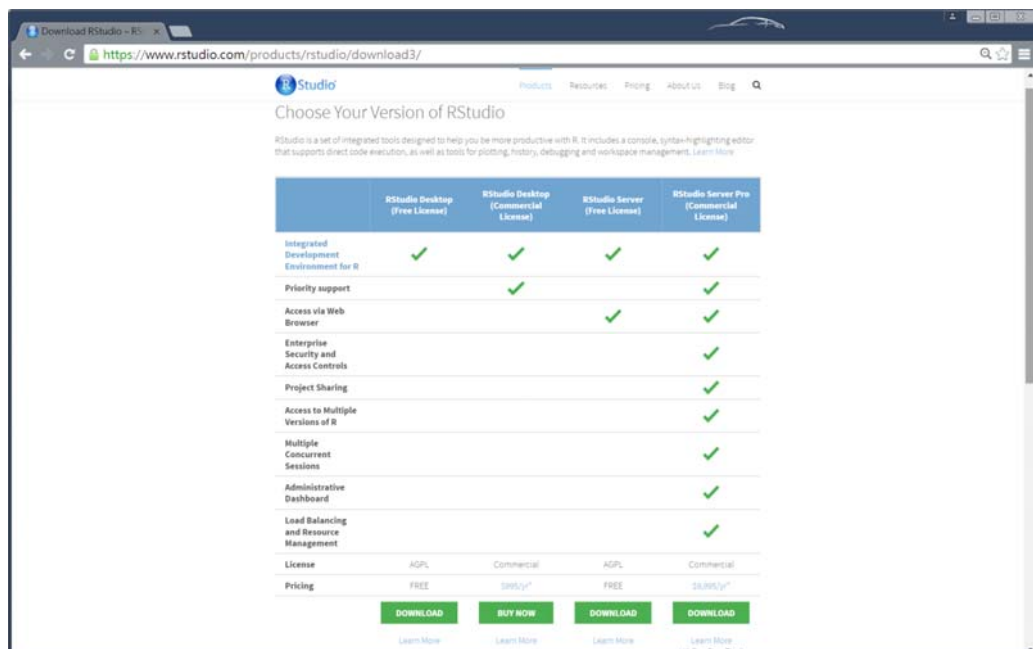 Download RStudio – RS
https://www.rstudio.com/products/rstudio/download3/
R Studio
Products Resources Pricing About Us Blog
Choose Your Version of RStudio
RStudio is a set of integrated tools designed to help you be more productive with R. It includes a console, syntax-highlighting editor
that supports direct code execution, as well as tools for plotting, history, debugging and workspace management. Learn More
RStudio Desktop
(Free License)
RStudio Desktop
(Commercial
License)
RStudio Server
(Free License)
RStudio Server Pro
(Commercial
License)
Integrated
Development
Environment for R
Priority support
Access via Web
Browser
Enterprise
Security and
Access Controls
Project Sharing
Access to Multiple
Versions of R
Multiple
Concurrent
Sessions
Administrative
Dashboard
Load Balancing
and Resource
Management
License AGPL Commercial AGPL Commercial
Pricing FREE $995/yr* FREE $9,995/yr*
DOWNLOAD BUY NOW DOWNLOAD DOWNLOAD
Learn More Learn More Learn More Learn More